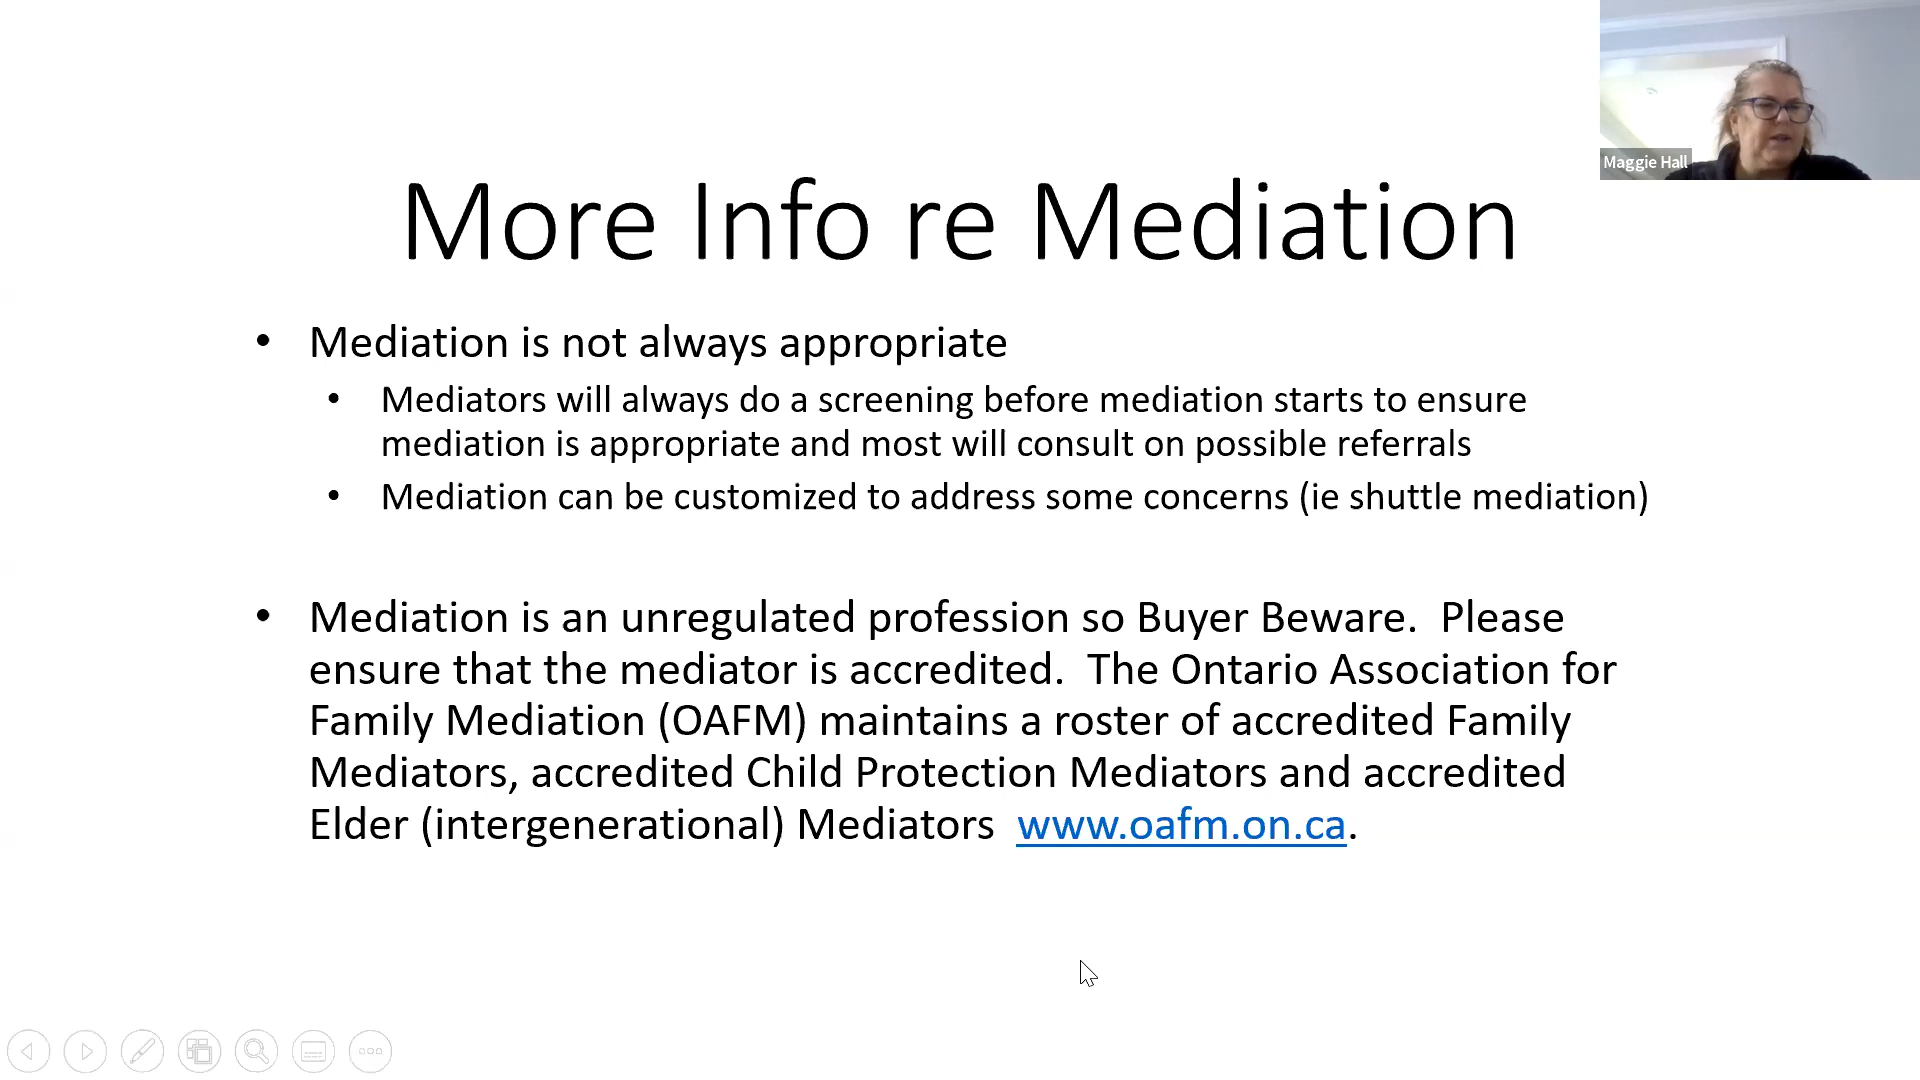 Maggie Hall
More Info re Mediation
• Mediation is not always appropriate
• Mediators will always do a screening before mediation starts to ensure
mediation is appropriate and most will consult on possible referrals
• Mediation can be customized to address some concerns (ie shuttle mediation)
• Mediation is an unregulated profession so Buyer Beware.  Please
ensure that the mediator is accredited.  The Ontario Association for
Family Mediation (OAFM) maintains a roster of accredited Family
Mediators, accredited Child Protection Mediators and accredited
Elder (intergenerational) Mediators  www.oafm.on.ca.